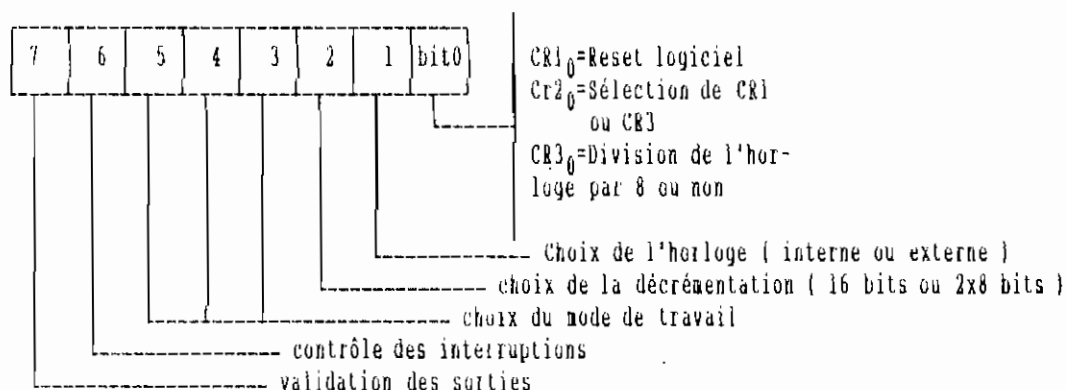 7 6 5 4 3 2 1 bit0
CR1₀=Reset logiciel
Cr2₀=Sélection de CR1
ou CR3
CR3₀=Division de l'hor-
loge par 8 ou non
Choix de l'horloge ( interne ou externe )
choix de la décrémentation ( 16 bits ou 2x8 bits )
choix du mode de travail
contrôle des interruptions
validation des sorties